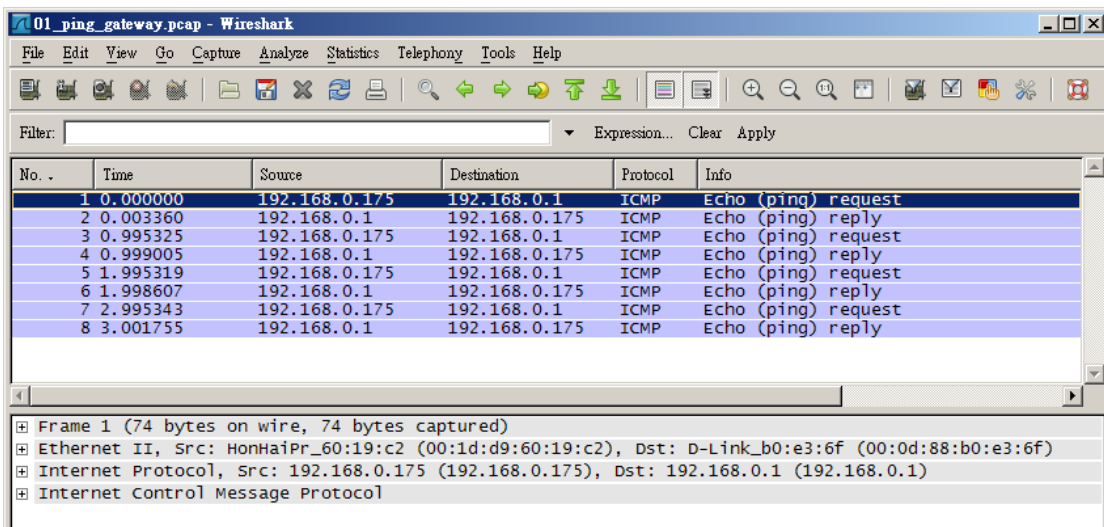 01_ping_gateway.pcap - Wireshark
File Edit View Go Capture Analyze Statistics Telephony Tools Help
Filter: Expression... Clear Apply
No. . Time Source Destination Protocol Info
1 0.000000 192.168.0.175 192.168.0.1 ICMP Echo (ping) request
2 0.003360 192.168.0.1 192.168.0.175 ICMP Echo (ping) reply
3 0.995325 192.168.0.175 192.168.0.1 ICMP Echo (ping) request
4 0.999005 192.168.0.1 192.168.0.175 ICMP Echo (ping) reply
5 1.995319 192.168.0.175 192.168.0.1 ICMP Echo (ping) request
6 1.998607 192.168.0.1 192.168.0.175 ICMP Echo (ping) reply
7 2.995343 192.168.0.175 192.168.0.1 ICMP Echo (ping) request
8 3.001755 192.168.0.1 192.168.0.175 ICMP Echo (ping) reply
Frame 1 (74 bytes on wire, 74 bytes captured)
Ethernet II, Src: HonHaiPr_60:19:c2 (00:1d:d9:60:19:c2), Dst: D-Link_b0:e3:6f (00:0d:88:b0:e3:6f)
Internet Protocol, Src: 192.168.0.175 (192.168.0.175), Dst: 192.168.0.1 (192.168.0.1)
Internet Control Message Protocol